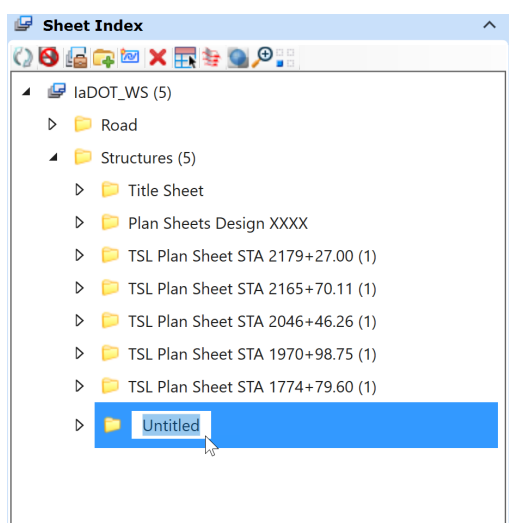 Sheet Index
IaDOT_WS (5)
Road
Structures (5)
Title Sheet
Plan Sheets Design XXXX
TSL Plan Sheet STA 2179+27.00 (1)
TSL Plan Sheet STA 2165+70.11 (1)
TSL Plan Sheet STA 2046+46.26 (1)
TSL Plan Sheet STA 1970+98.75 (1)
TSL Plan Sheet STA 1774+79.60 (1)
Untitled